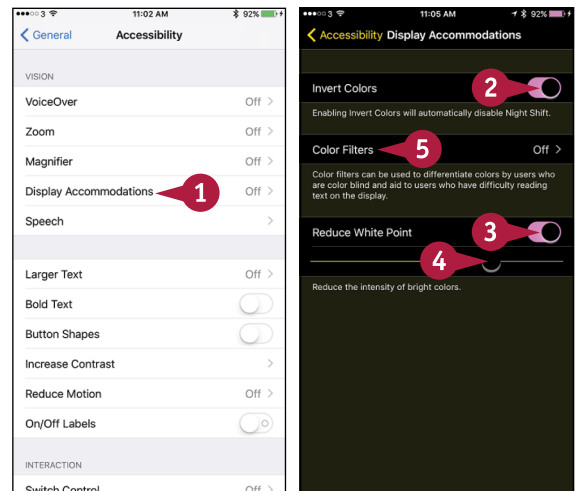 3 11:02 AM 92%
General Accessibility
VISION
VoiceOver Off
Zoom Off
Magnifier Off
Display Accommodations 1 Off
Speech
Larger Text Off
Bold Text
Button Shapes
Increase Contrast
Reduce Motion Off
On/Off Labels
INTERACTION
Switch Control Off
3 11:05 AM 92%
Accessibility Display Accommodations
Invert Colors 2
Enabling Invert Colors will automatically disable Night Shift.
Color Filters 5 Off
Color filters can be used to differentiate colors by users who
are color blind and aid to users who have difficulty reading
text on the display.
Reduce White Point 3
4
Reduce the intensity of bright colors.